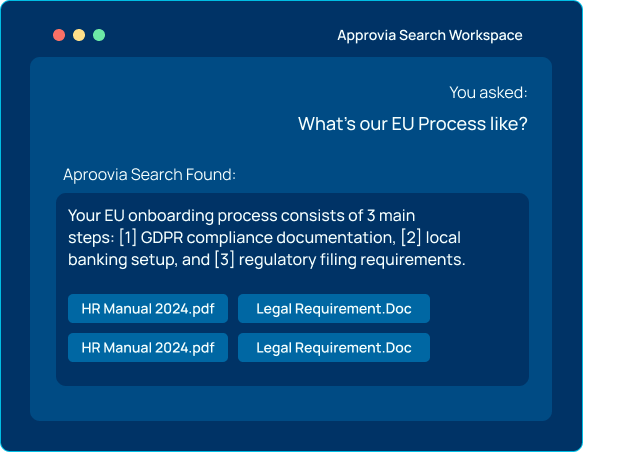 Approvia Search Workspace
You asked:
What's our EU Process like?
Aproovia Search Found:
Your EU onboarding process consists of 3 main
steps: [1] GDPR compliance documentation, [2] local
banking setup, and [3] regulatory filing requirements.
HR Manual 2024.pdf Legal Requirement.Doc
HR Manual 2024.pdf Legal Requirement.Doc